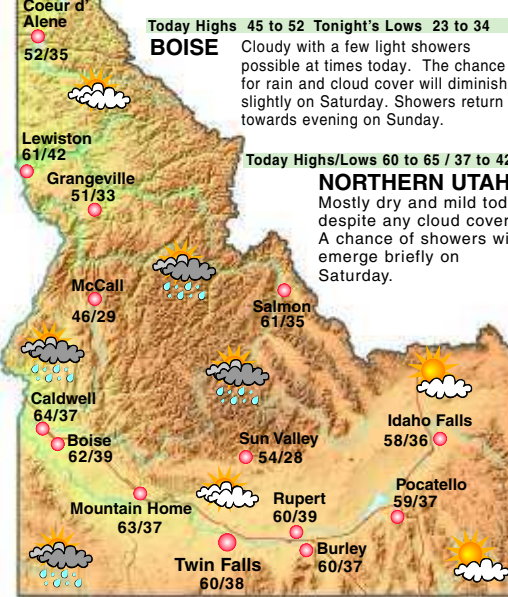 Coeur d'
Alene
52/35
Today Highs 45 to 52 Tonight's Lows 23 to 34
BOISE
Cloudy with a few light showers
possible at times today. The chance
for rain and cloud cover will diminish
slightly on Saturday. Showers return
towards evening on Sunday.
Lewiston
61/42
Today Highs/Lows 60 to 65 / 37 to 42
NORTHERN UTAH
Mostly dry and mild tod
despite any cloud cover
A chance of showers wi
emerge briefly on
Saturday.
Grangeville
51/33
McCall
46/29
Salmon
61/35
Caldwell
64/37
Boise
62/39
Sun Valley
54/28
Idaho Falls
58/36
Mountain Home
63/37
Rupert
60/39
Pocatello
59/37
Twin Falls
60/38
Burley
60/37